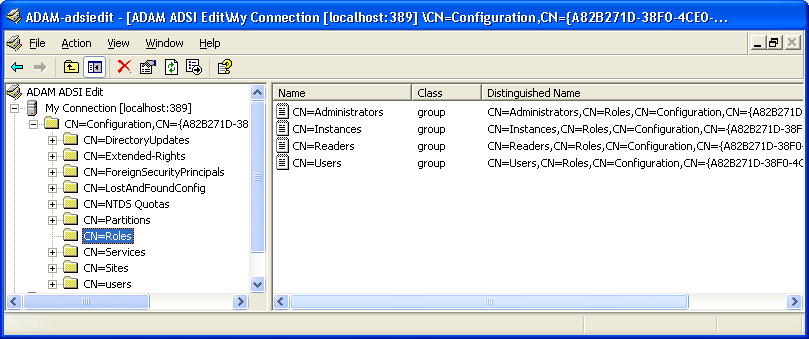 ADAM-adsiedit - [ADAM ADSI Edit\My Connection [localhost:389] \CN=Configuration,CN={A82B271D-38F0-4CE0-...
File Action View Window Help
ADAM ADSI Edit
My Connection [localhost:389]
CN=Configuration,CN={A82B271D-38
CN=DirectoryUpdates
CN=Extended-Rights
CN=ForeignSecurityPrincipals
CN=LostAndFoundConfig
CN=NTDS Quotas
CN=Partitions
CN=Roles
CN=Services
CN=Sites
CN=users
Name Class Distinguished Name
CN=Administrators group CN=Administrators,CN=Roles,CN=Configuration,CN={A82B271D
CN=Instances group CN=Instances,CN=Roles,CN=Configuration,CN={A82B271D-38
CN=Readers group CN=Readers,CN=Roles,CN=Configuration,CN={A82B271D-38F0-
CN=Users group CN=Users,CN=Roles,CN=Configuration,CN={A82B271D-38F0-4C